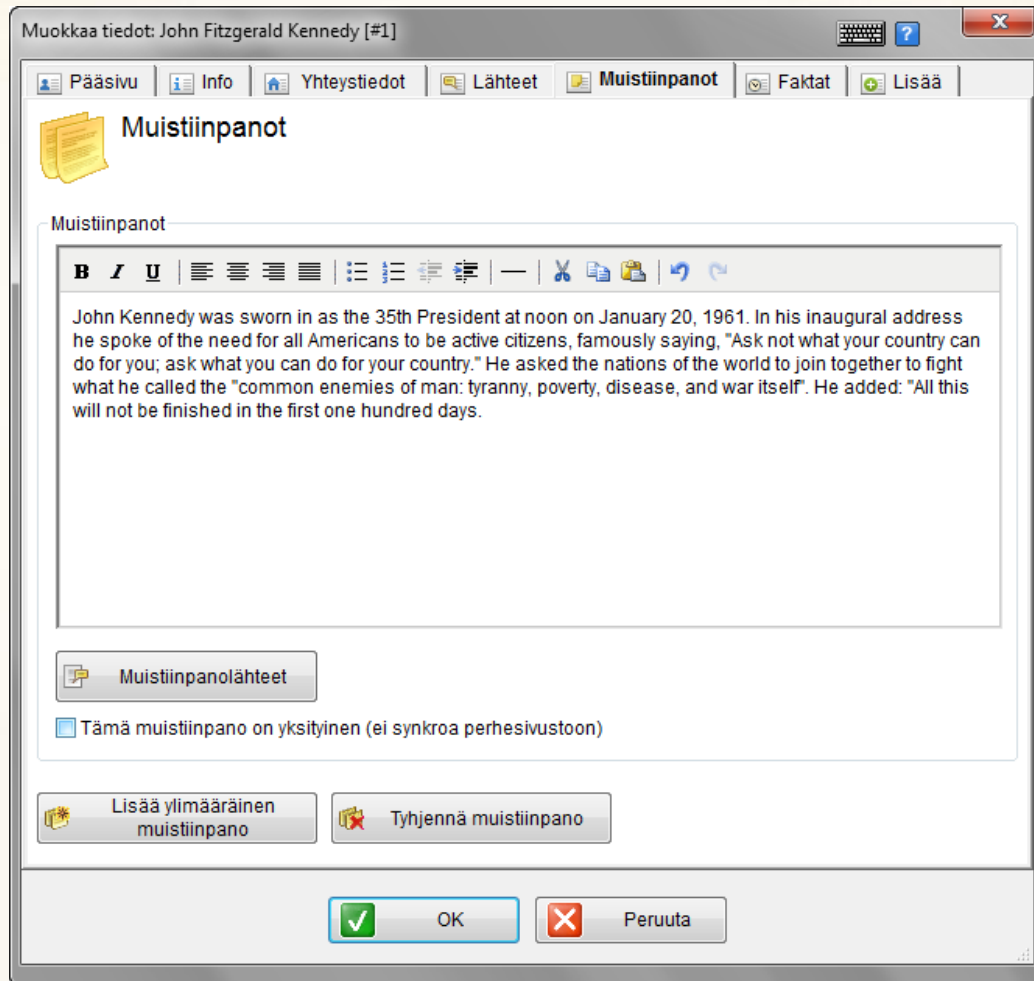 Muokkaa tiedot: John Fitzgerald Kennedy [#1]
?
x
Pääsivu Info Yhteystiedot Lähteet Muistiinpanot Faktat Lisää
Muistiinpanot
Muistiinpanot
B I U
John Kennedy was sworn in as the 35th President at noon on January 20, 1961. In his inaugural address
he spoke of the need for all Americans to be active citizens, famously saying, "Ask not what your country can
do for you; ask what you can do for your country." He asked the nations of the world to join together to fight
what he called the "common enemies of man: tyranny, poverty, disease, and war itself". He added: "All this
will not be finished in the first one hundred days.
Muistiinpanolähteet
Tämä muistiinpano on yksityinen (ei synkroa perhesivustoon)
Lisää ylimääräinen
muistiinpano
Tyhjennä muistiinpano
OK
Peruuta